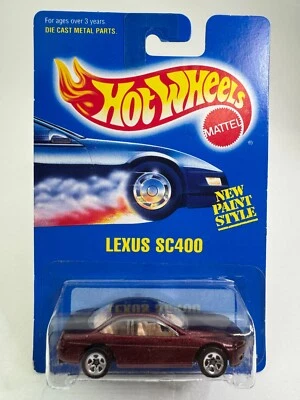 For ages over 3 years.
DIE CAST METAL PARTS.
HOT WHEELS
MATTEL
®
NEW
PAINT
STYLE
LEXUS SC400